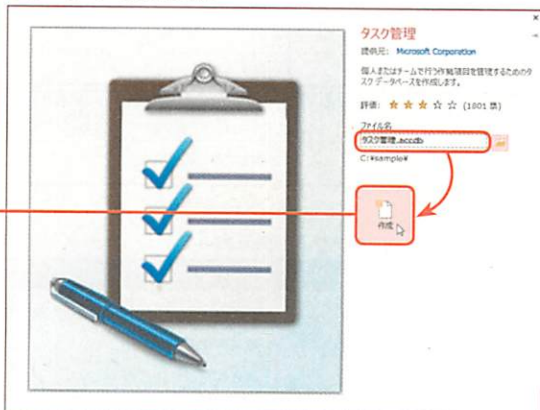 タスク管理
提供元: Microsoft Corporation
個人またはチームで行う作業項目を管理するためのタ
スク データベースを作成します。
評価: ★ ★ ★ ☆ ☆ (1801 票)
ファイル名
タスク管理.accdb
C:¥sample¥
作成